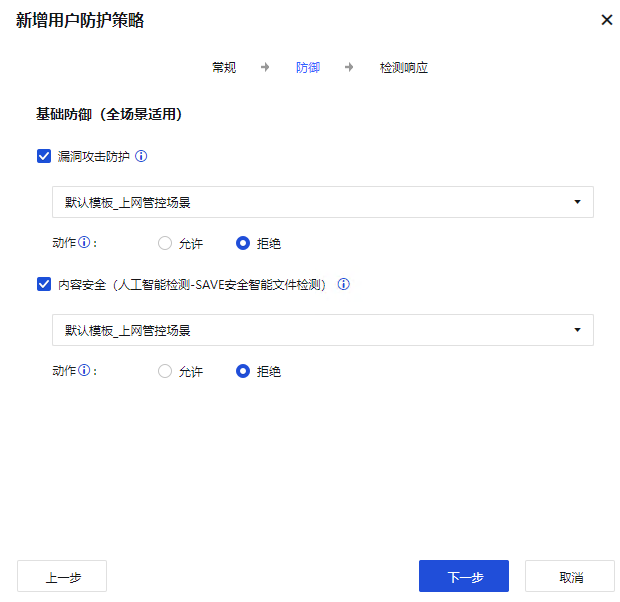 新增用户防护策略
常规 防御 检测响应
基础防御（全场景适用）
漏洞攻击防护
默认模板_上网管控场景
动作： 允许 拒绝
内容安全（人工智能检测-SAVE安全智能文件检测）
默认模板_上网管控场景
动作： 允许 拒绝
上一步 下一步 取消